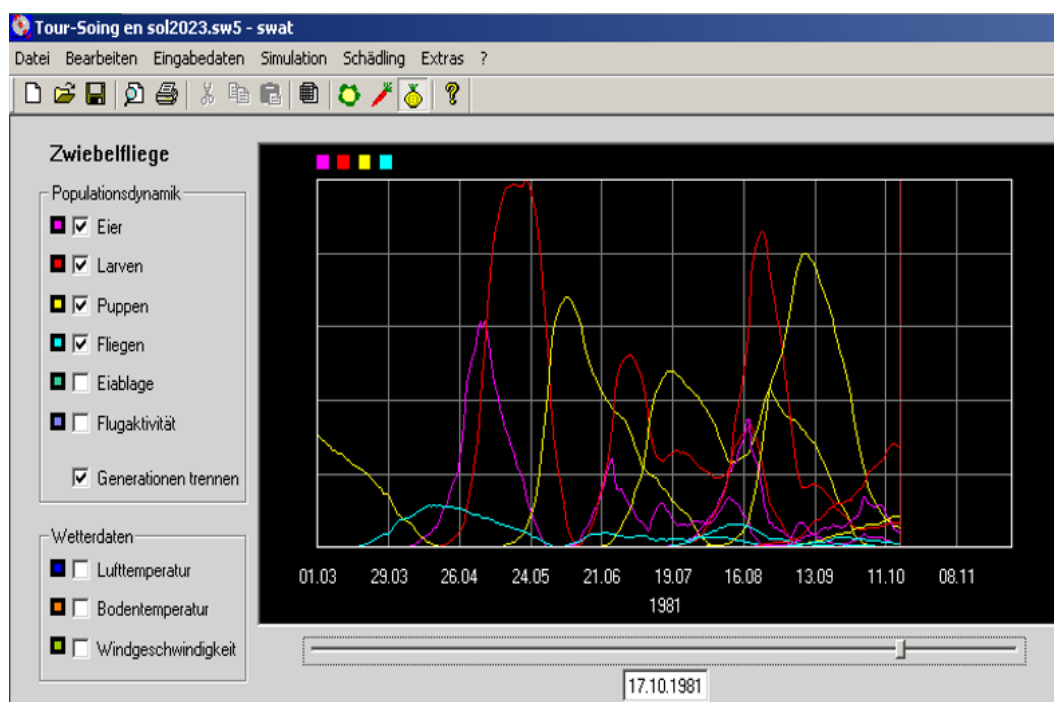 Tour-Soing en sol2023.sw5 - swat
Datei Bearbeiten Eingabedaten Simulation Schädling Extras ?
Zwiebelfliege
Populationsdynamik
Eier
Larven
Puppen
Fliegen
Eiablage
Flugaktivität
Generationen trennen
Wetterdaten
Lufttemperatur
Bodentemperatur
Windgeschwindigkeit
01.03 29.03 26.04 24.05 21.06 19.07 16.08 13.09 11.10 08.11
1981
17.10.1981